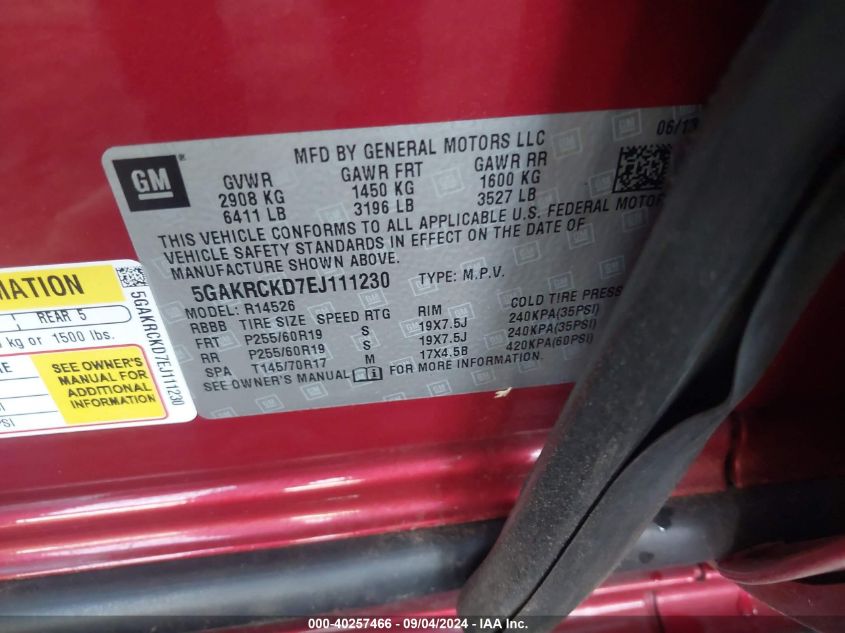 MFD BY GENERAL MOTORS LLC
06/13
GM
GVWR GAWR FRT GAWR RR
2908 KG 1450 KG 1600 KG
6411 LB 3196 LB 3527 LB
THIS VEHICLE CONFORMS TO ALL APPLICABLE U.S. FEDERAL MOTOR
VEHICLE SAFETY STANDARDS IN EFFECT ON THE DATE OF
MANUFACTURE SHOWN ABOVE.
5GAKRCKD7EJ111230 TYPE: M.P.V.
MODEL: R14526
RBBB TIRE SIZE SPEED RTG RIM COLD TIRE PRESS
FRT P255/60R19 S 19X7.5J 240KPA(35PSI)
RR P255/60R19 S 19X7.5J 240KPA(35PSI)
SPA T145/70R17 M 17X4.5B 420KPA(60PSI)
SEE OWNER'S MANUAL FOR MORE INFORMATION.
MATION
REAR 5
kg or 1500 lbs.
SEE OWNER'S
MANUAL FOR
ADDITIONAL
INFORMATION
5GAKRCKD7EJ111230
000-40257466 - 09/04/2024 - IAA Inc.